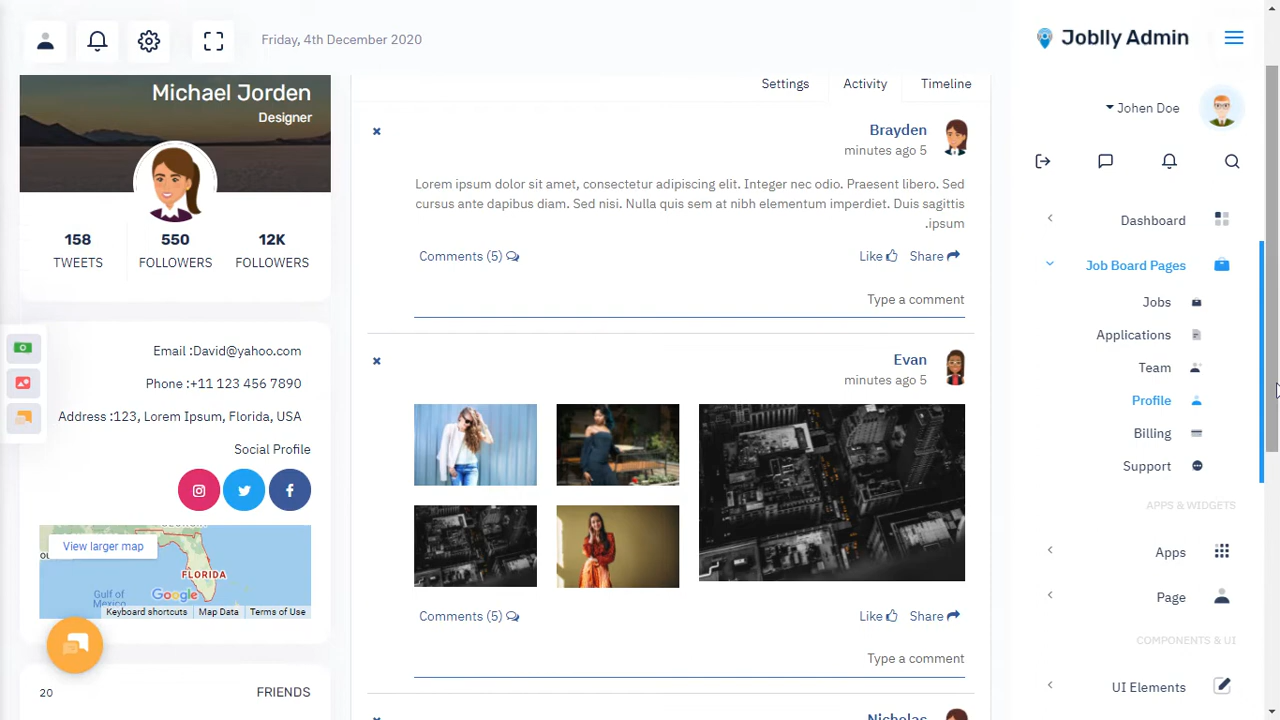 Friday, 4th December 2020
Joblly Admin
Johen Doe
Dashboard
Job Board Pages
Jobs
Applications
Team
Profile
Billing
Support
APPS & WIDGETS
Apps
Page
COMPONENTS & UI
UI Elements
Settings
Activity
Timeline
Brayden
minutes ago 5
Lorem ipsum dolor sit amet, consectetur adipiscing elit. Integer nec odio. Praesent libero. Sed
cursus ante dapibus diam. Sed nisi. Nulla quis sem at nibh elementum imperdiet. Duis sagittis
.ipsum
Comments (5)
Like
Share
Type a comment
Evan
minutes ago 5
Comments (5)
Like
Share
Type a comment
Nicholas
Michael Jorden
Designer
158
TWEETS
550
FOLLOWERS
12K
FOLLOWERS
Email :David@yahoo.com
Phone :+11 123 456 7890
Address :123, Lorem Ipsum, Florida, USA
Social Profile
View larger map
FLORIDA
Gulf of
Mexico
Google
Keyboard shortcuts
Map Data
Terms of Use
20
FRIENDS